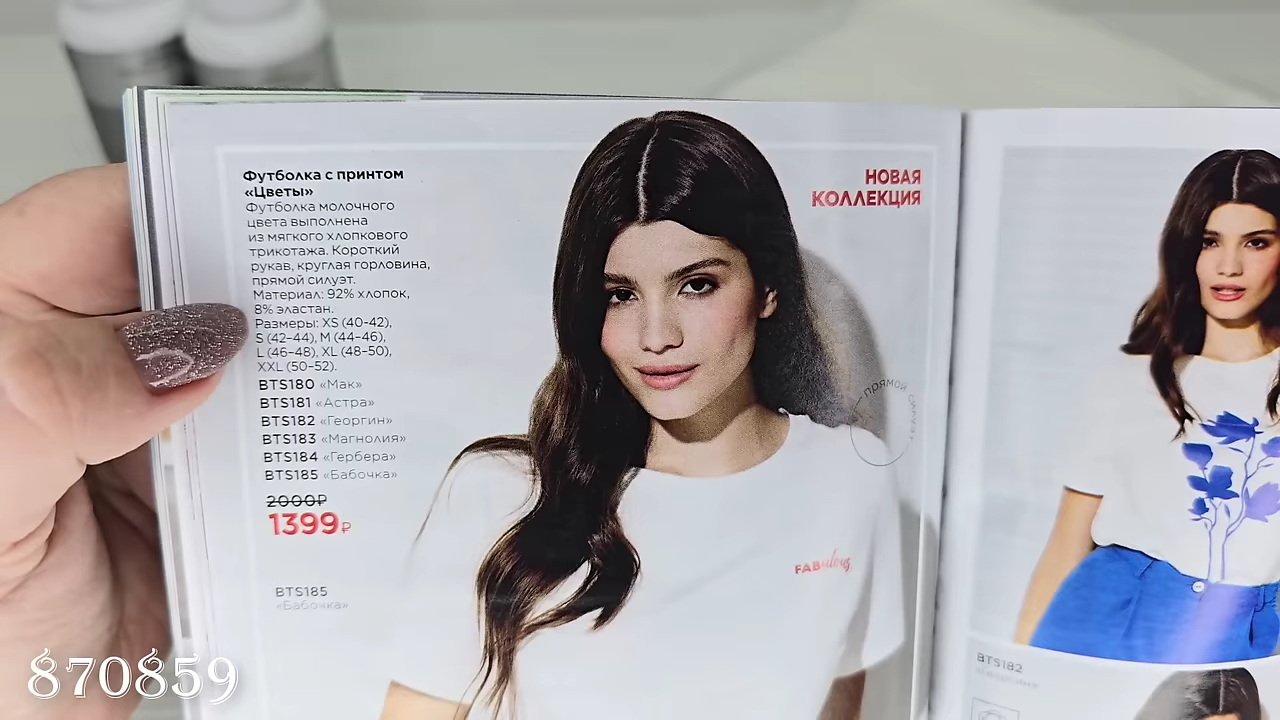 Футболка с принтом
«Цветы»
Футболка молочного
цвета выполнена
из мягкого хлопкового
трикотажа. Короткий
рукав, круглая горловина,
прямой силуэт.
Материал: 92% хлопок,
8% эластан.
Размеры: XS (40-42),
S (42-44), M (44-46),
L (46-48), XL (48-50),
XXL (50-52).
BTS180 «Мак»
BTS181 «Астра»
BTS182 «Георгин»
BTS183 «Магнолия»
BTS184 «Гербера»
BTS185 «Бабочка»
2000₽
1399₽
BTS185
«Бабочка»
НОВАЯ
КОЛЛЕКЦИЯ
прямой силуэт
FABulous
BTS182
870859